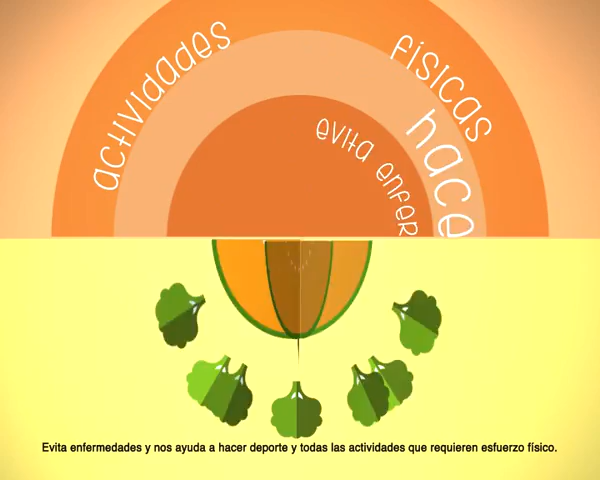 actividades
físicas
hace
evita enfer
Evita enfermedades y nos ayuda a hacer deporte y todas las actividades que requieren esfuerzo físico.